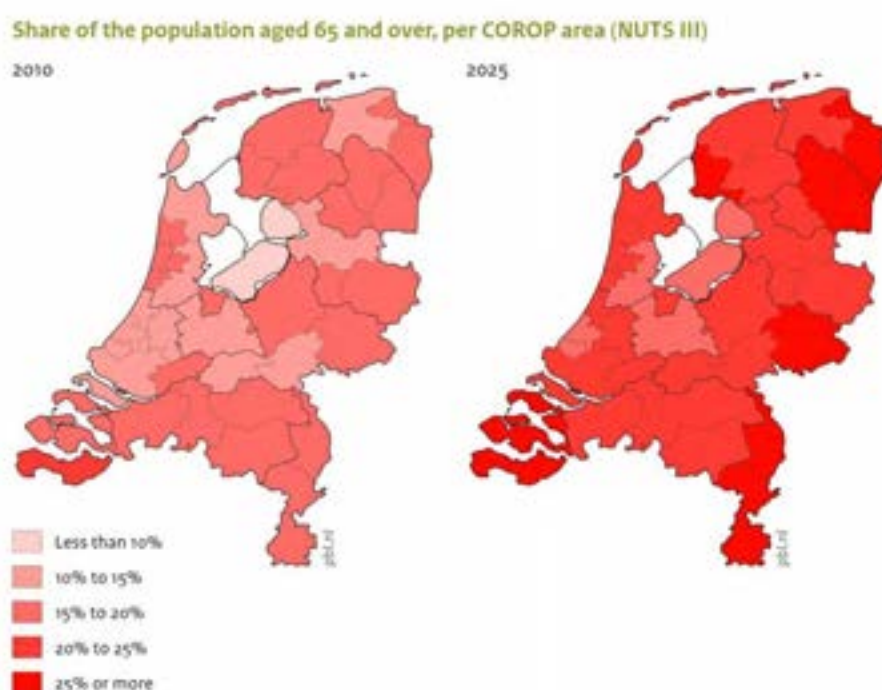 Share of the population aged 65 and over, per COROP area (NUTS III)
2010
2025
Less than 10%
10% to 15%
15% to 20%
20% to 25%
25% or more
pbl.nl
pbl.nl